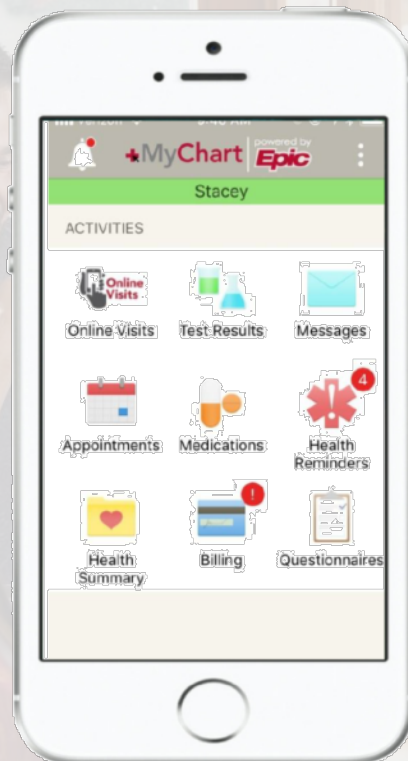 MyChart powered by Epic
Stacey
ACTIVITIES
Online Visits
Online Visits Test Results Messages
4
Appointments Medications Health Reminders
!
Health Summary Billing Questionnaires